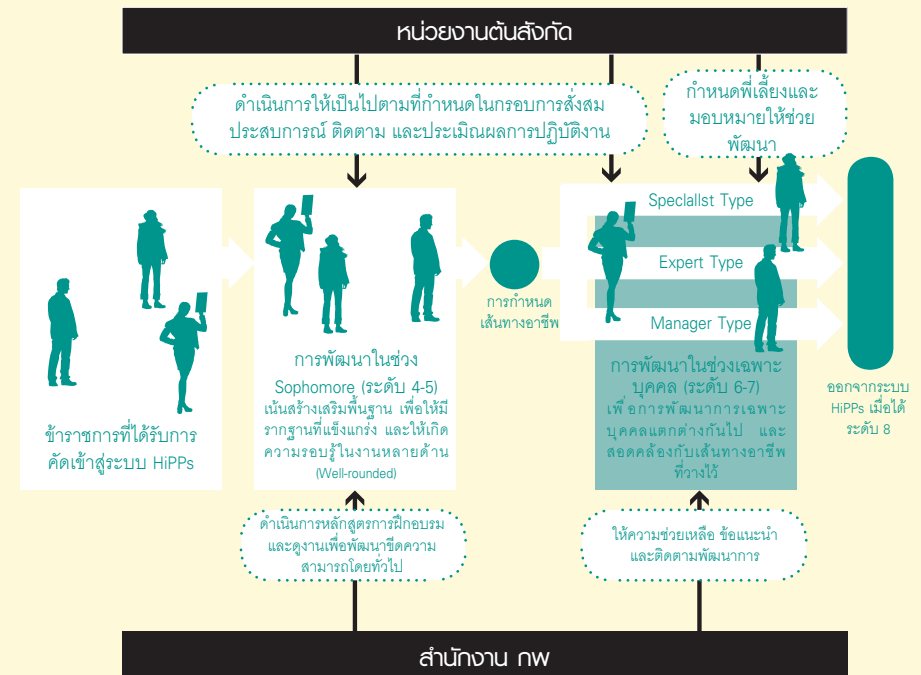 หน่วยงานต้นสังกัด
ดำเนินการให้เป็นไปตามที่กำหนดในกรอบการสั่งสม
ประสบการณ์ ติดตาม และประเมิณผลการปฏิบัติงาน
กำหนดพี่เลี้ยงและ
มอบหมายให้ช่วย
พัฒนา
ข้าราชการที่ได้รับการ
คัดเข้าสู่ระบบ HiPPs
การพัฒนาในช่วง
Sophomore (ระดับ 4-5)
เน้นสร้างเสริมพื้นฐาน เพื่อให้มี
รากฐานที่แข็งแกร่ง และให้เกิด
ความรอบรู้ในงานหลายด้าน
(Well-rounded)
การกำหนด
เส้นทางอาชีพ
Speclallst Type
Expert Type
Manager Type
การพัฒนาในช่วงเฉพาะ
บุคคล (ระดับ 6-7)
เพื่อการพัฒนาการเฉพาะ
บุคคลแตกต่างกันไป และ
สอดคล้องกับเส้นทางอาชีพ
ที่วางไว้
ออกจากระบบ
HiPPs เมื่อได้
ระดับ 8
ดำเนินการหลักสูตรการฝึกอบรม
และดูงานเพื่อพัฒนาขีดความ
สามารถโดยทั่วไป
ให้ความช่วยเหลือ ข้อแนะนำ
และติดตามพัฒนาการ
สำนักงาน กพ